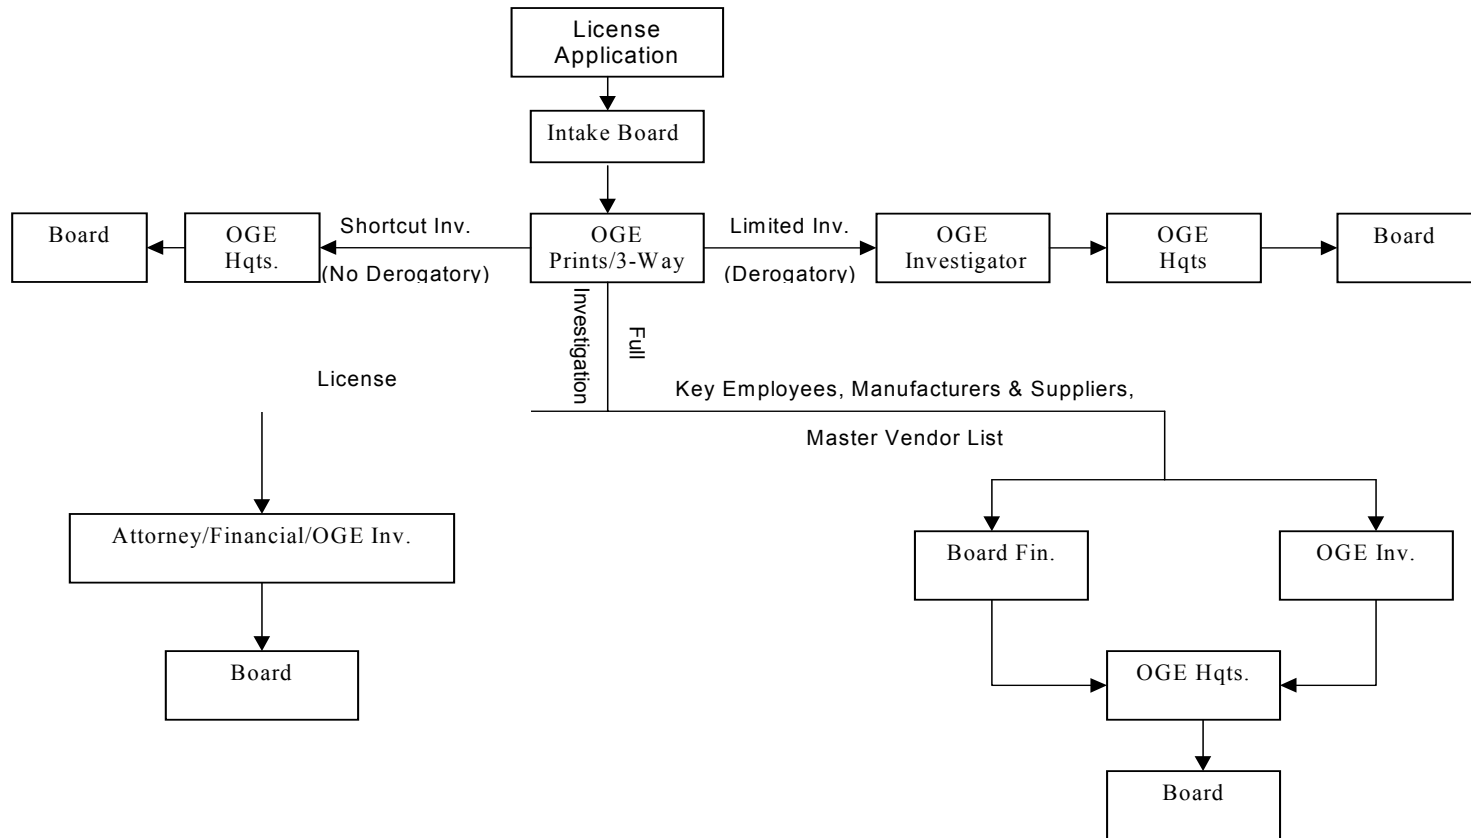 License
Application
Intake Board
Board
OGE
Hqts.
Shortcut Inv.
(No Derogatory)
OGE
Prints/3-Way
Limited Inv.
(Derogatory)
OGE
Investigator
OGE
Hqts
Board
Full
Investigation
License
Key Employees, Manufacturers & Suppliers,
Master Vendor List
Attorney/Financial/OGE Inv.
Board Fin.
OGE Inv.
Board
OGE Hqts.
Board